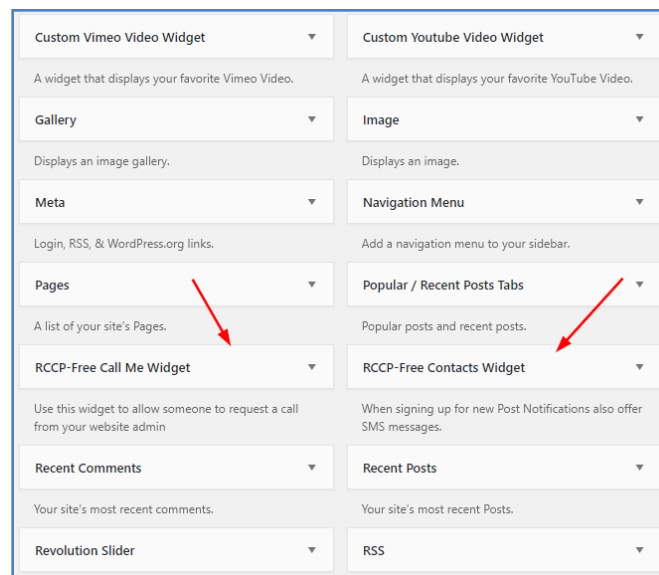 Custom Vimeo Video Widget
Custom Youtube Video Widget
A widget that displays your favorite Vimeo Video.
A widget that displays your favorite YouTube Video.
Gallery
Image
Displays an image gallery.
Displays an image.
Meta
Navigation Menu
Login, RSS, & WordPress.org links.
Add a navigation menu to your sidebar.
Pages
Popular / Recent Posts Tabs
A list of your site's Pages.
Popular posts and recent posts.
RCCP-Free Call Me Widget
RCCP-Free Contacts Widget
Use this widget to allow someone to request a call
from your website admin
When signing up for new Post Notifications also offer
SMS messages.
Recent Comments
Recent Posts
Your site's most recent comments.
Your site's most recent Posts.
Revolution Slider
RSS